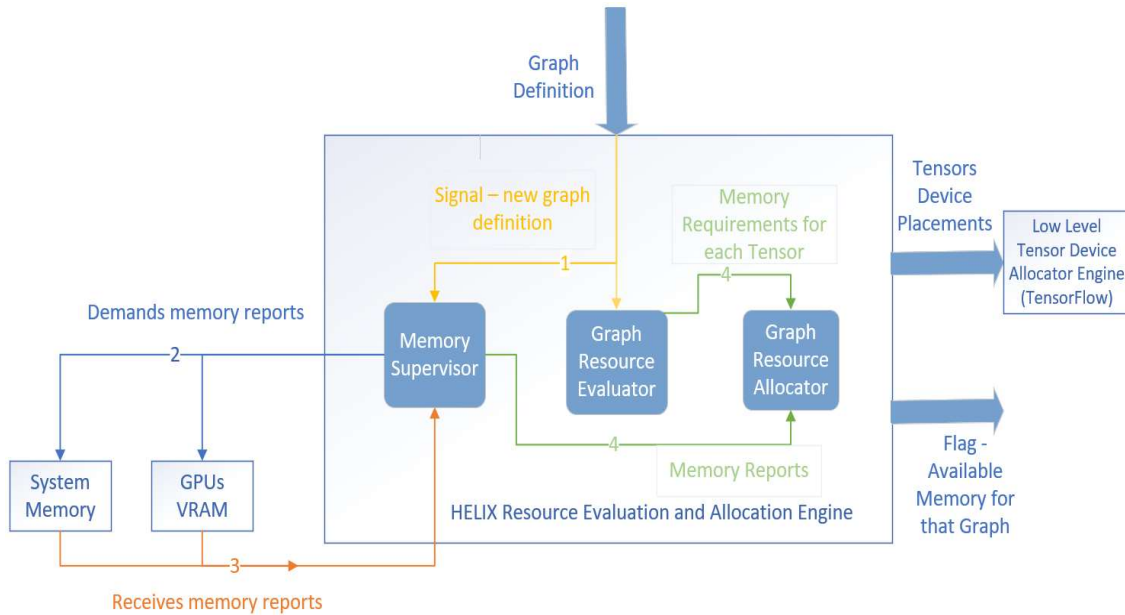 Graph
Definition
Signal – new graph
definition
Memory
Requirements for
each Tensor
Tensors
Device
Placements
Low Level
Tensor Device
Allocator Engine
(TensorFlow)
1
4
Demands memory reports
2
Memory
Supervisor
Graph
Resource
Evaluator
Graph
Resource
Allocator
4
Memory Reports
Flag -
Available
Memory for
that Graph
System
Memory
GPUs
VRAM
HELIX Resource Evaluation and Allocation Engine
3
Receives memory reports